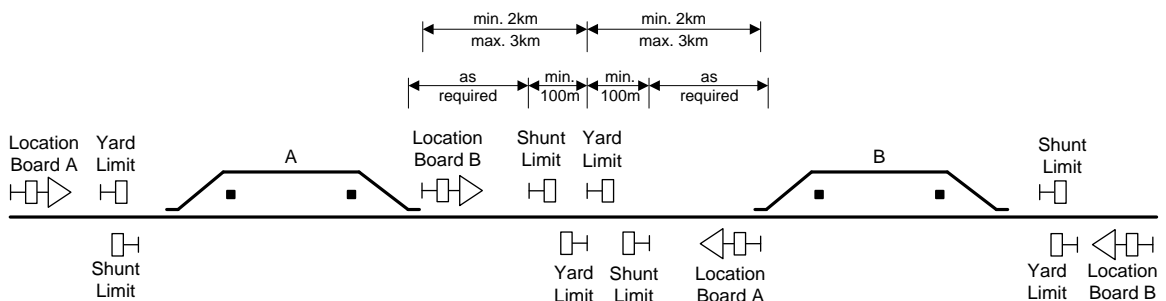 min. 2km
min. 2km
max. 3km
max. 3km
as
min.
min.
as
required
100m
100m
required
Location
Board A
Yard
Limit
A
Location
Board B
Shunt
Limit
Yard
Limit
B
Shunt
Limit
Shunt
Limit
Yard
Limit
Shunt
Limit
Location
Board A
Yard
Limit
Location
Board B